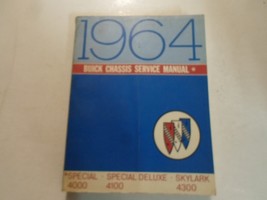 1964
BUICK CHASSIS SERVICE MANUAL
SPECIAL · SPECIAL DELUXE · SKYLARK
4000 4100 4300